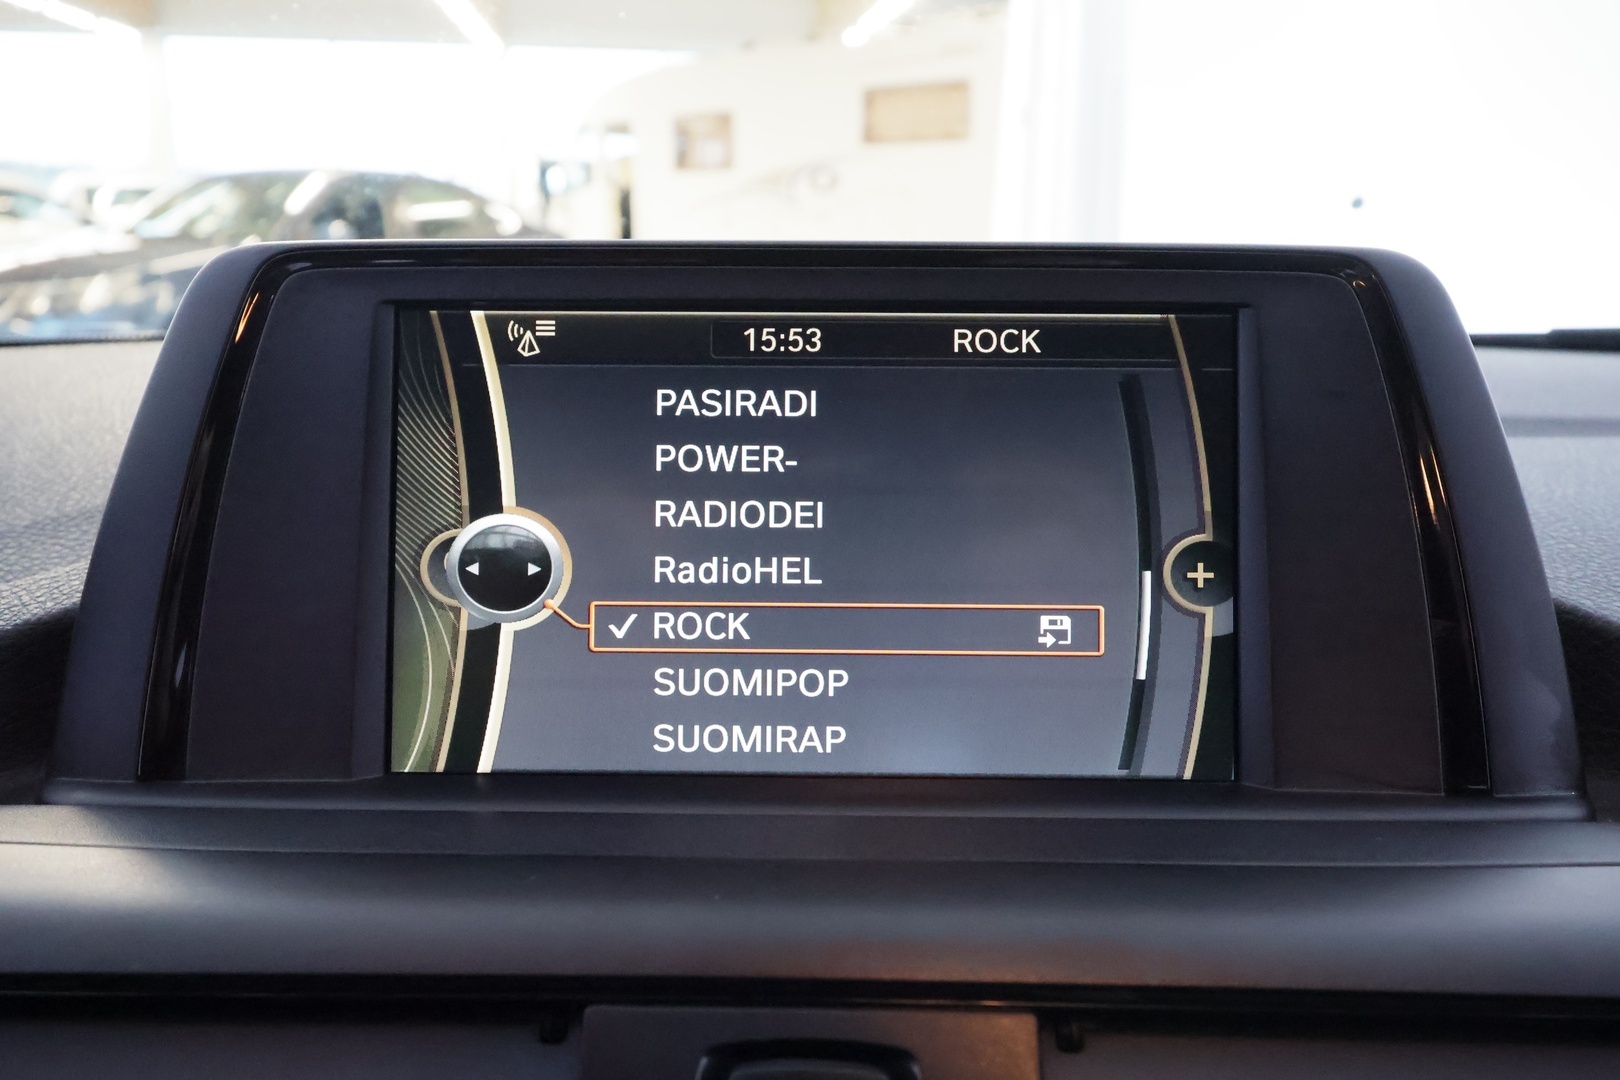 15:53 ROCK
PASIRADI
POWER-
RADIODEI
RadioHEL
ROCK
SUOMIPOP
SUOMIRAP